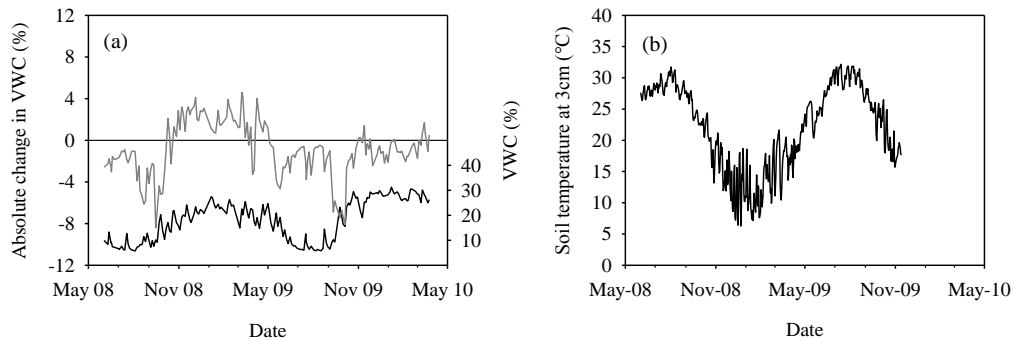 (a)
Absolute change in VWC (%)
12
8
4
0
-4
-8
-12
40
30
20
10
VWC (%)
May 08
Nov 08
May 09
Nov 09
May 10
Date
(b)
Soil temperature at 3cm (°C)
40
35
30
25
20
15
10
5
0
May-08
Nov-08
May-09
Nov-09
May-10
Date